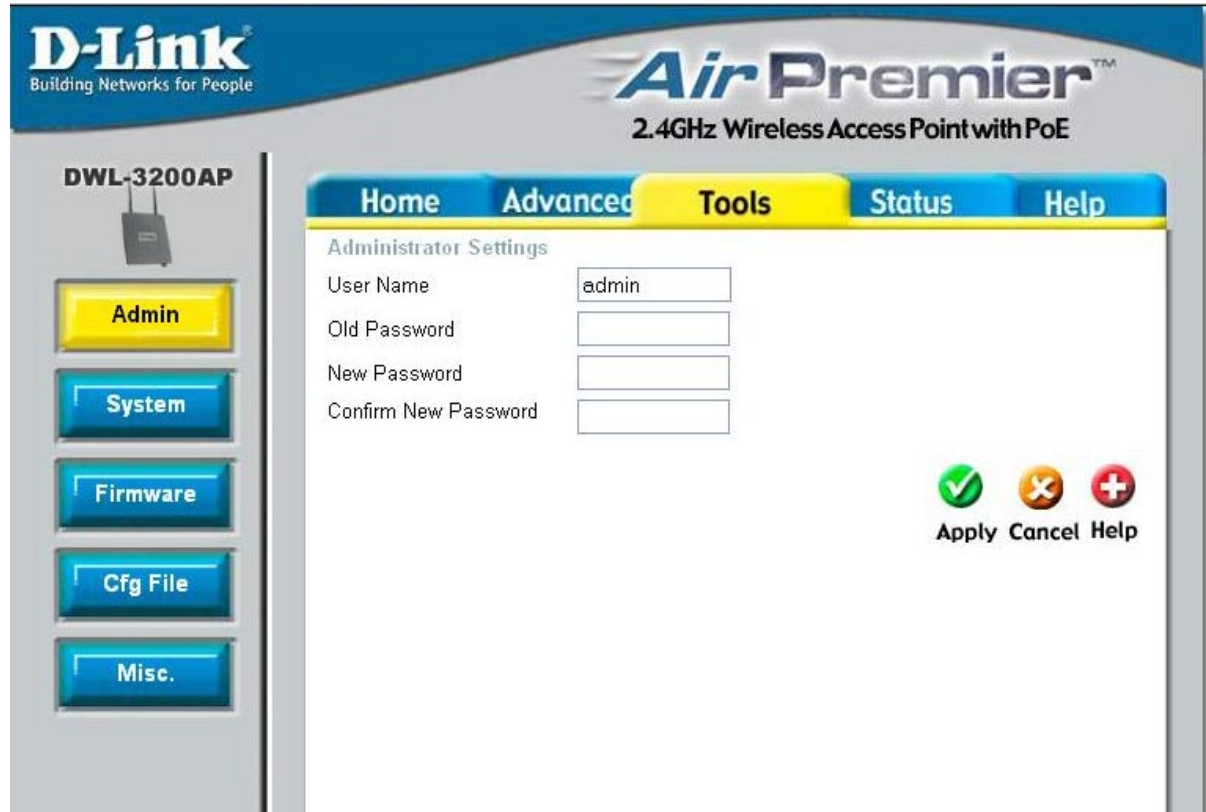 D-Link
Building Networks for People
Air Premier™
2.4GHz Wireless Access Point with PoE
DWL-3200AP
Home Advanced Tools Status Help
Admin
System
Firmware
Cfg File
Misc.
Administrator Settings
User Name admin
Old Password
New Password
Confirm New Password
Apply Cancel Help